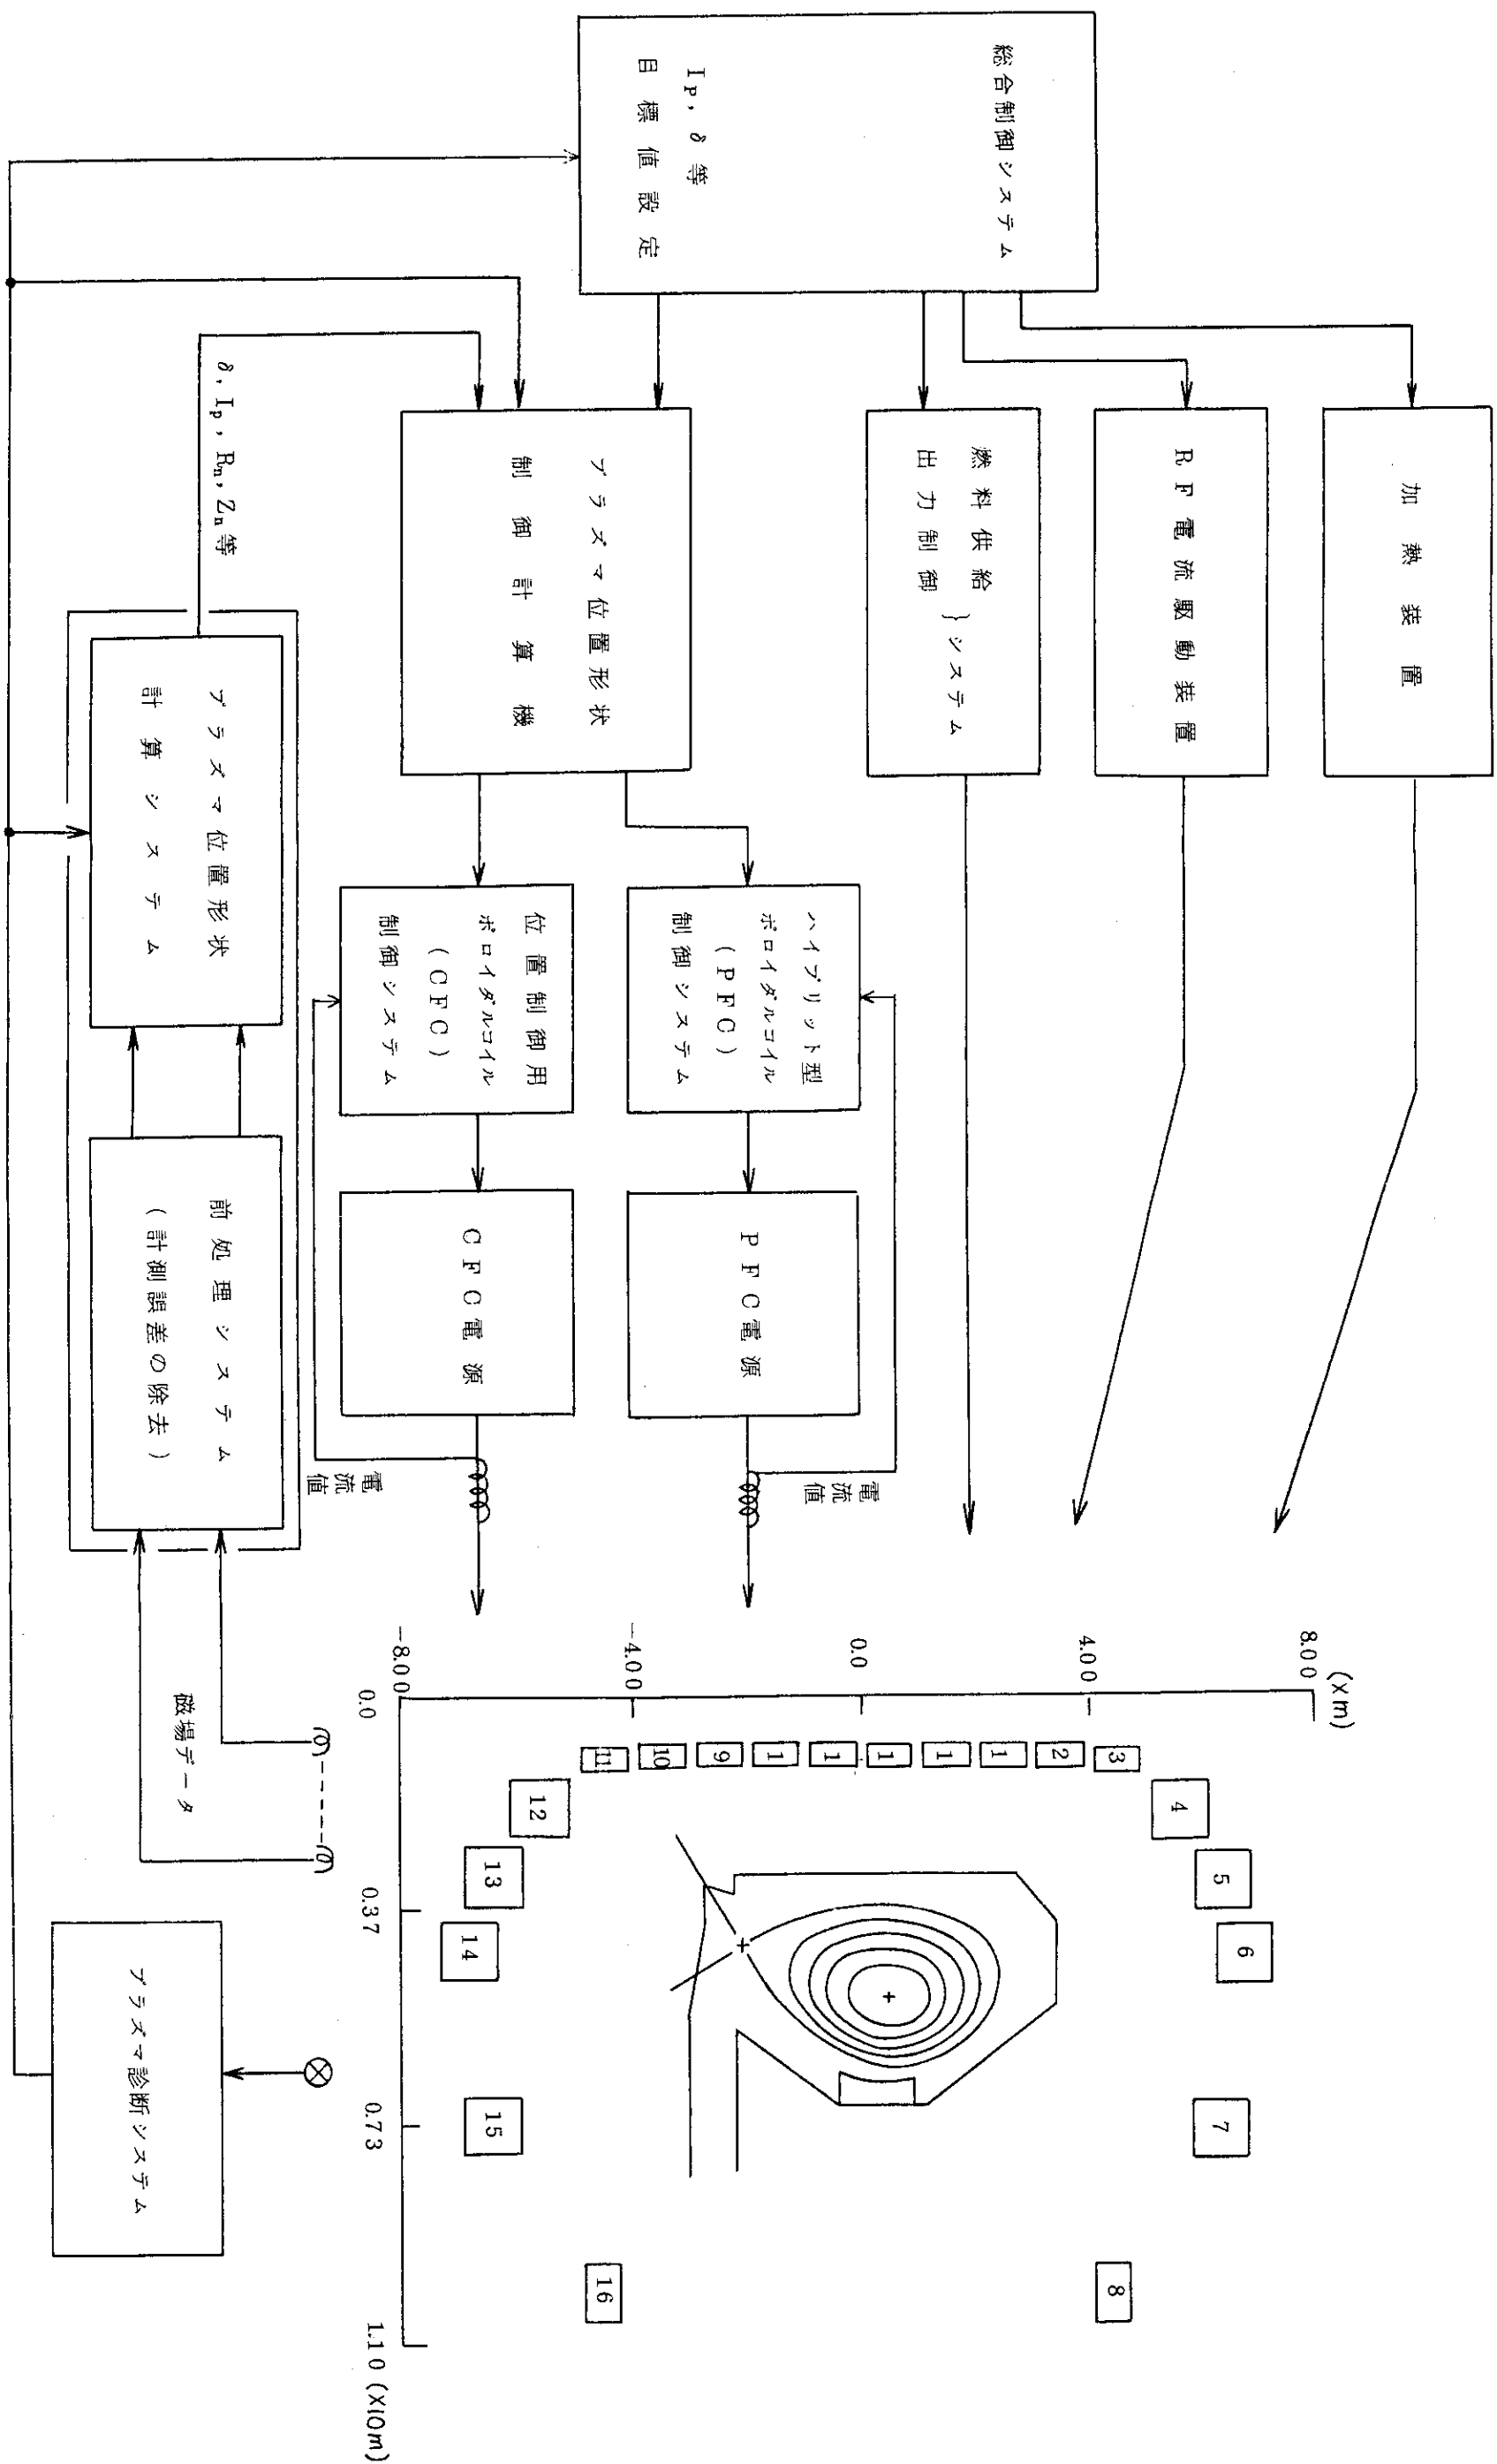 加熱装置
RF電流駆動装置
総合制御システム
I_P, δ等
目標値設定
燃料供給
出力制御
}システム
プラズマ位置形状
制御計算機
ハイブリット型
ポロイダルコイル
(PFC)
制御システム
PFC電源
電流値
位置制御用
ポロイダルコイル
(CFC)
制御システム
CFC電源
電流値
δ, I_p, R_n, Z_n等
プラズマ位置形状
計算システム
前処理システム
(計測誤差の除去)
磁場データ
プラズマ診断システム
8.00
(xm)
4.00
0.0
-4.00
-8.00
0.0
0.37
0.73
1.10 (X10m)
3
2
1
1
1
1
1
9
10
11
4
5
6
7
8
12
13
14
15
16